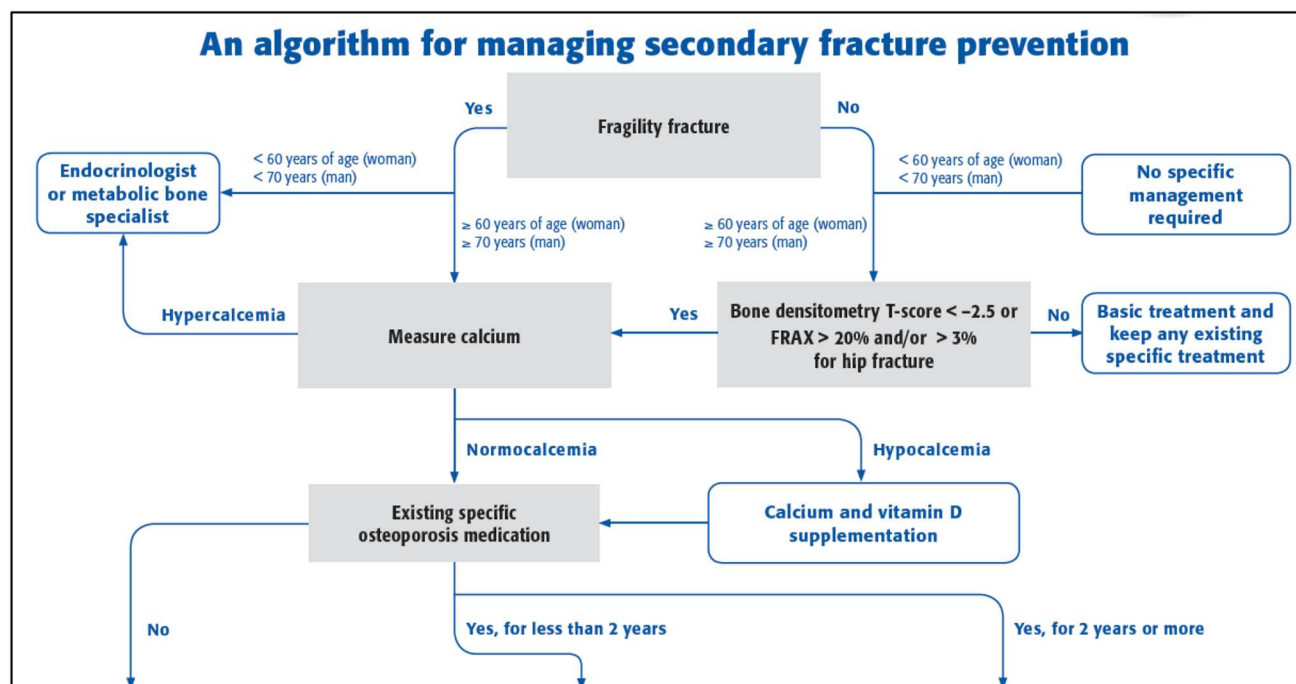 An algorithm for managing secondary fracture prevention
Yes
Fragility fracture
No
Endocrinologist
or metabolic bone
specialist
< 60 years of age (woman)
< 70 years (man)
< 60 years of age (woman)
< 70 years (man)
No specific
management
required
≥ 60 years of age (woman)
≥ 70 years (man)
≥ 60 years of age (woman)
≥ 70 years (man)
Hypercalcemia
Measure calcium
Yes
Bone densitometry T-score < –2.5 or
FRAX > 20% and/or > 3%
for hip fracture
No
Basic treatment and
keep any existing
specific treatment
Normocalcemia
Hypocalcemia
Existing specific
osteoporosis medication
Calcium and vitamin D
supplementation
No
Yes, for less than 2 years
Yes, for 2 years or more